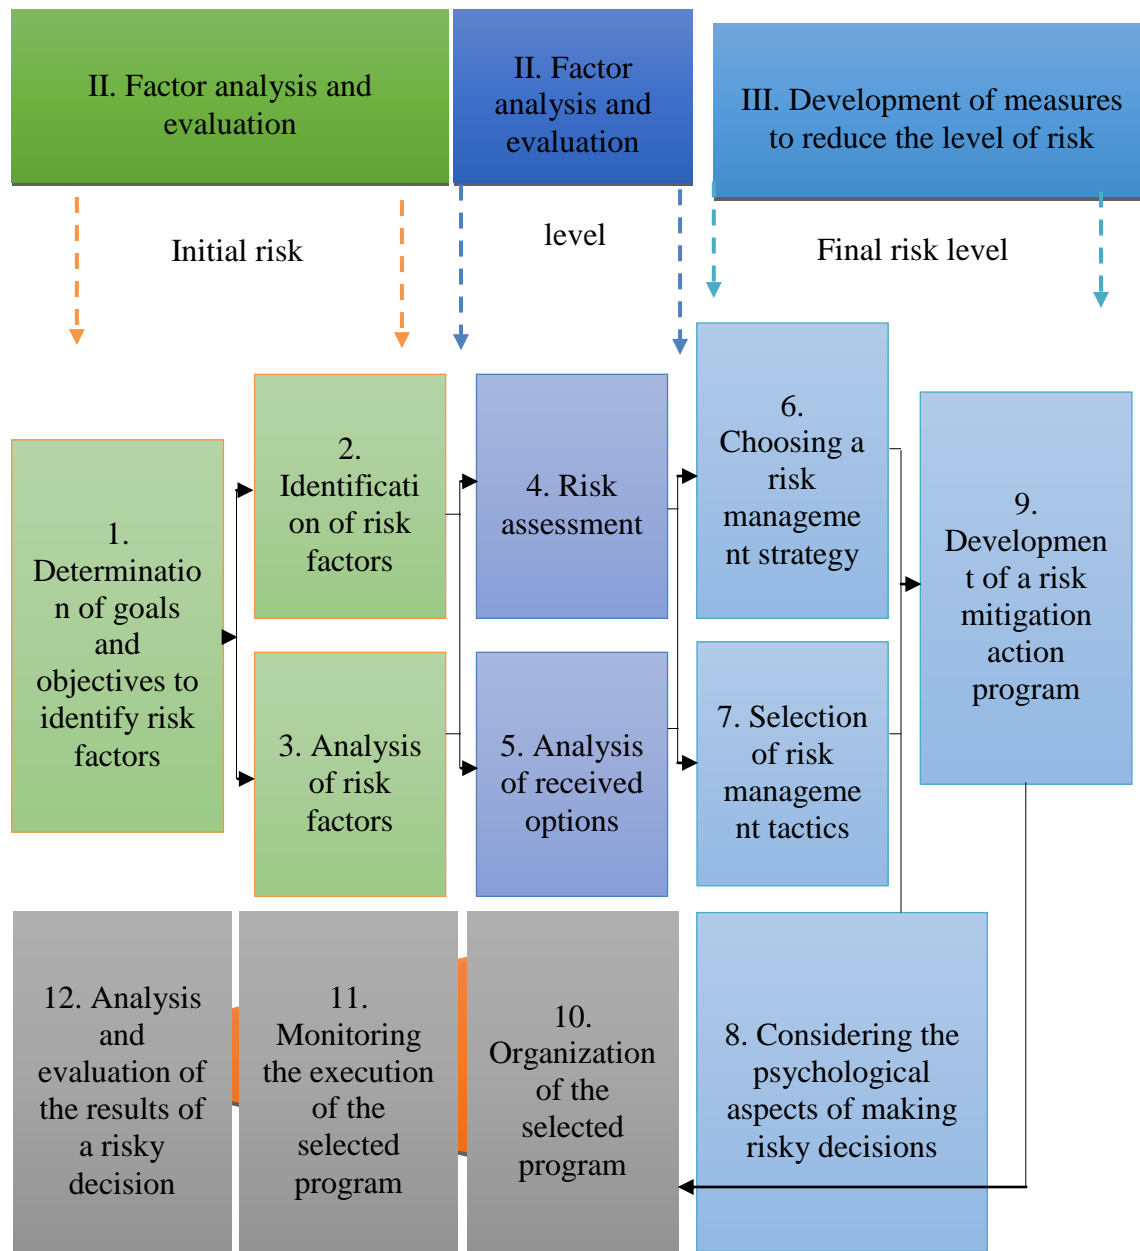 II. Factor analysis and
evaluation
II. Factor
analysis and
evaluation
III. Development of measures
to reduce the level of risk
Initial risk
level
Final risk level
1.
Determinatio
n of goals
and
objectives to
identify risk
factors
2.
Identificati
on of risk
factors
3. Analysis
of risk
factors
4. Risk
assessment
5. Analysis
of received
options
6.
Choosing a
risk
manageme
nt strategy
7. Selection
of risk
manageme
nt tactics
9.
Developmen
t of a risk
mitigation
action
program
12. Analysis
and
evaluation of
the results of
a risky
decision
11.
Monitoring
the execution
of the
selected
program
10.
Organization
of the
selected
program
8. Considering the
psychological
aspects of making
risky decisions